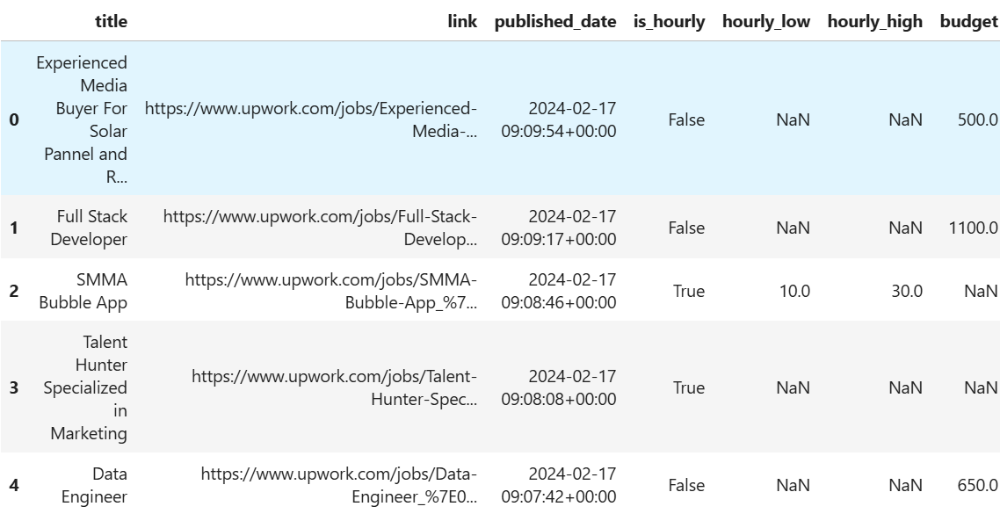 title link published_date is_hourly hourly_low hourly_high budget
0 Experienced Media Buyer For Solar Pannel and R... https://www.upwork.com/jobs/Experienced-Media-... 2024-02-17 09:09:54+00:00 False NaN NaN 500.0
1 Full Stack Developer https://www.upwork.com/jobs/Full-Stack-Develop... 2024-02-17 09:09:17+00:00 False NaN NaN 1100.0
2 SMMA Bubble App https://www.upwork.com/jobs/SMMA-Bubble-App_%7... 2024-02-17 09:08:46+00:00 True 10.0 30.0 NaN
3 Talent Hunter Specialized in Marketing https://www.upwork.com/jobs/Talent-Hunter-Spec... 2024-02-17 09:08:08+00:00 True NaN NaN NaN
4 Data Engineer https://www.upwork.com/jobs/Data-Engineer_%7E0... 2024-02-17 09:07:42+00:00 False NaN NaN 650.0